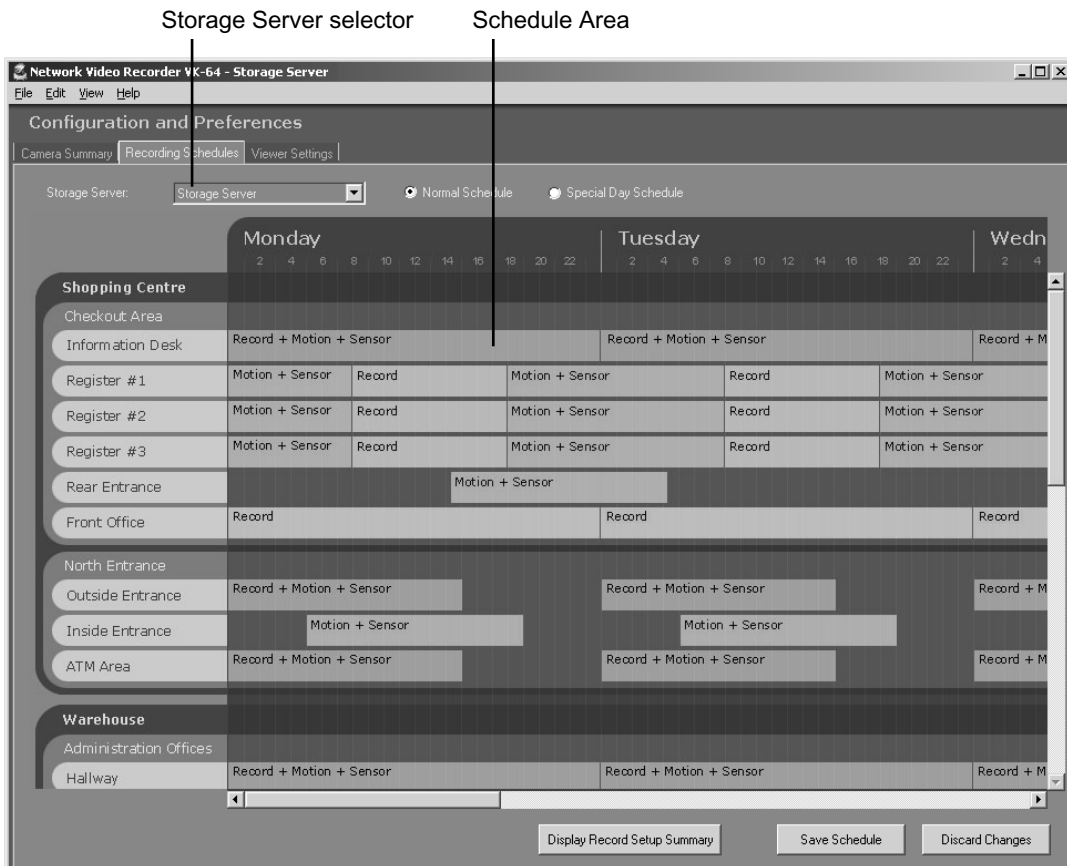 Storage Server selector Schedule Area
Network Video Recorder VK-64 - Storage Server
File Edit View Help
Configuration and Preferences
Camera Summary Recording Schedules Viewer Settings
Storage Server: Storage Server Normal Schedule Special Day Schedule
Monday Tuesday Wedn
2 4 6 8 10 12 14 16 18 20 22 2 4 6 8 10 12 14 16 18 20 22 2 4
Shopping Centre
Checkout Area
Information Desk Record + Motion + Sensor Record + Motion + Sensor Record + M
Register #1 Motion + Sensor Record Motion + Sensor Record Motion + Sensor
Register #2 Motion + Sensor Record Motion + Sensor Record Motion + Sensor
Register #3 Motion + Sensor Record Motion + Sensor Record Motion + Sensor
Rear Entrance Motion + Sensor
Front Office Record Record Record
North Entrance
Outside Entrance Record + Motion + Sensor Record + Motion + Sensor Record + M
Inside Entrance Motion + Sensor Motion + Sensor
ATM Area Record + Motion + Sensor Record + Motion + Sensor Record + M
Warehouse
Administration Offices
Hallway Record + Motion + Sensor Record + Motion + Sensor Record + M
Display Record Setup Summary Save Schedule Discard Changes